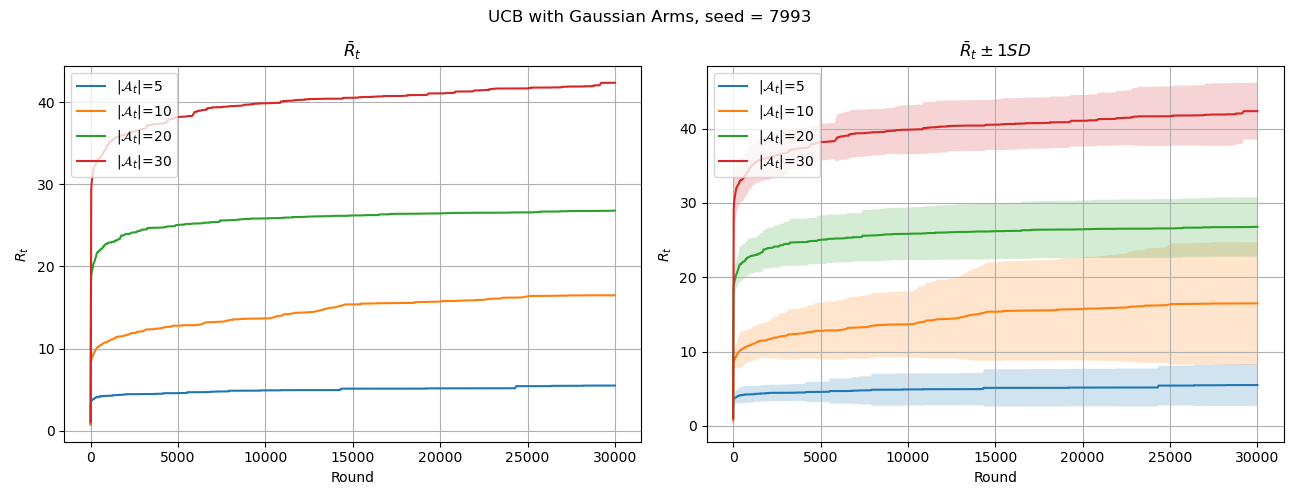 UCB with Gaussian Arms, seed = 7993
R̄ₜ
|𝒜ₜ|=5
|𝒜ₜ|=10
|𝒜ₜ|=20
|𝒜ₜ|=30
Rₜ
40
30
20
10
0
0 5000 10000 15000 20000 25000 30000
Round
R̄ₜ ± 1SD
|𝒜ₜ|=5
|𝒜ₜ|=10
|𝒜ₜ|=20
|𝒜ₜ|=30
Rₜ
40
30
20
10
0
0 5000 10000 15000 20000 25000 30000
Round